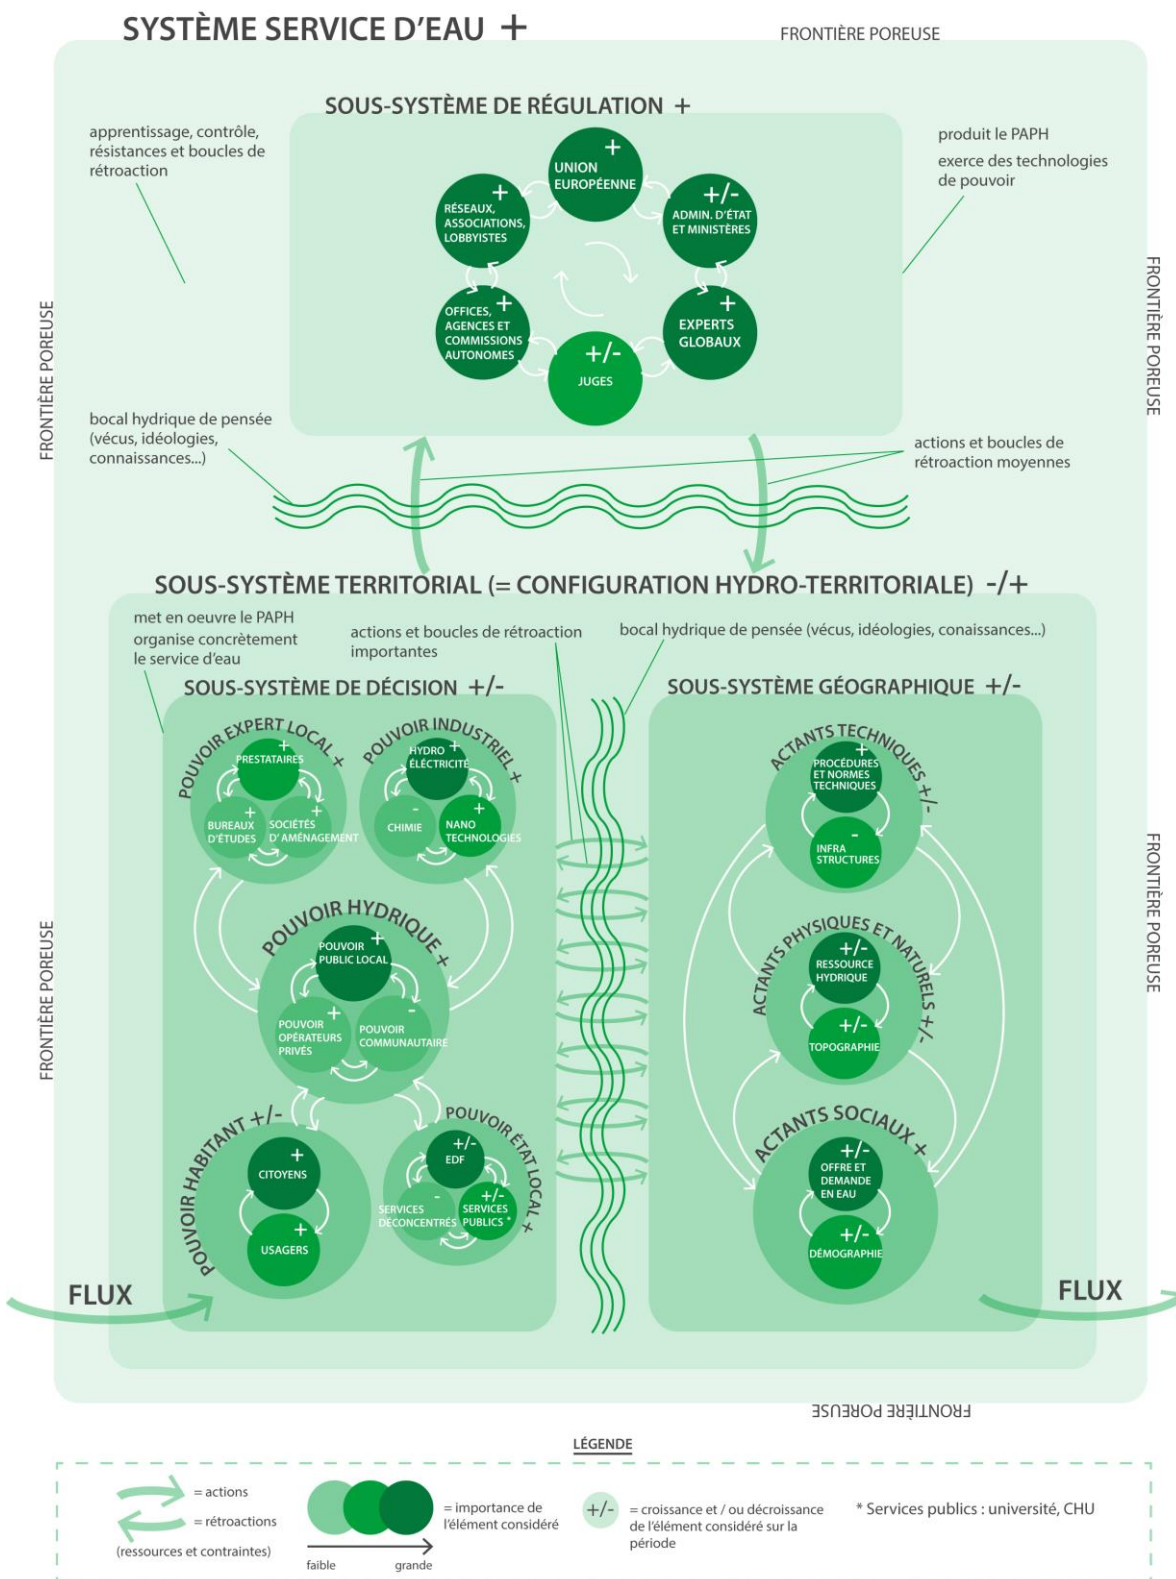 SYSTÈME SERVICE D'EAU +
FRONTIÈRE POREUSE
SOUS-SYSTÈME DE RÉGULATION +
apprentissage, contrôle,
résistances et boucles de
rétroaction
produit le PAPH
exerce des technologies
de pouvoir
+
UNION
EUROPÉENNE
+
RÉSEAUX,
ASSOCIATIONS,
LOBBYISTES
+/-
ADMIN. D'ÉTAT
ET MINISTÈRES
OFFICES, +
AGENCES ET
COMMISSIONS
AUTONOMES
+
EXPERTS
GLOBAUX
+/-
JUGES
FRONTIÈRE POREUSE
FRONTIÈRE POREUSE
bocal hydrique de pensée
(vécus, idéologies,
connaissances...)
actions et boucles de
rétroaction moyennes
SOUS-SYSTÈME TERRITORIAL (= CONFIGURATION HYDRO-TERRITORIALE) -/+
met en oeuvre le PAPH
organise concrètement
le service d'eau
actions et boucles de rétroaction
importantes
bocal hydrique de pensée (vécus, idéologies, conaissances...)
SOUS-SYSTÈME DE DÉCISION +/-
SOUS-SYSTÈME GÉOGRAPHIQUE +/-
POUVOIR EXPERT LOCAL +
+
PRESTATAIRES
+
BUREAUX
D'ÉTUDES
+
SOCIÉTÉS
D' AMÉNAGEMENT
POUVOIR INDUSTRIEL +
HYDRO +
ÉLÉCTRICITÉ
-
CHIMIE
+
NANO
TECHNOLOGIES
ACTANTS TECHNIQUES +/-
+
PROCÉDURES
ET NORMES
TECHNIQUES
-
INFRA
STRUCTURES
POUVOIR HYDRIQUE +
+
POUVOIR
PUBLIC LOCAL
+
POUVOIR
OPÉRATEURS
PRIVÉS
-
POUVOIR
COMMUNAUTAIRE
ACTANTS PHYSIQUES ET NATURELS +/-
+/-
RESSOURCE
HYDRIQUE
+/-
TOPOGRAPHIE
FRONTIÈRE POREUSE
FRONTIÈRE POREUSE
POUVOIR HABITANT +/-
+
CITOYENS
+
USAGERS
POUVOIR ÉTAT LOCAL +
+/-
EDF
-
SERVICES
DÉCONCENTRÉS
+/-
SERVICES
PUBLICS *
ACTANTS SOCIAUX +
+/-
OFFRE ET
DEMANDE
EN EAU
+/-
DÉMOGRAPHIE
FLUX
FLUX
FRONTIÈRE POREUSE
LÉGENDE
= actions
= rétroactions
(ressources et contraintes)
= importance de
l'élément considéré
faible grande
+/-
= croissance et / ou décroissance
de l'élément considéré sur la
période
* Services publics : université, CHU